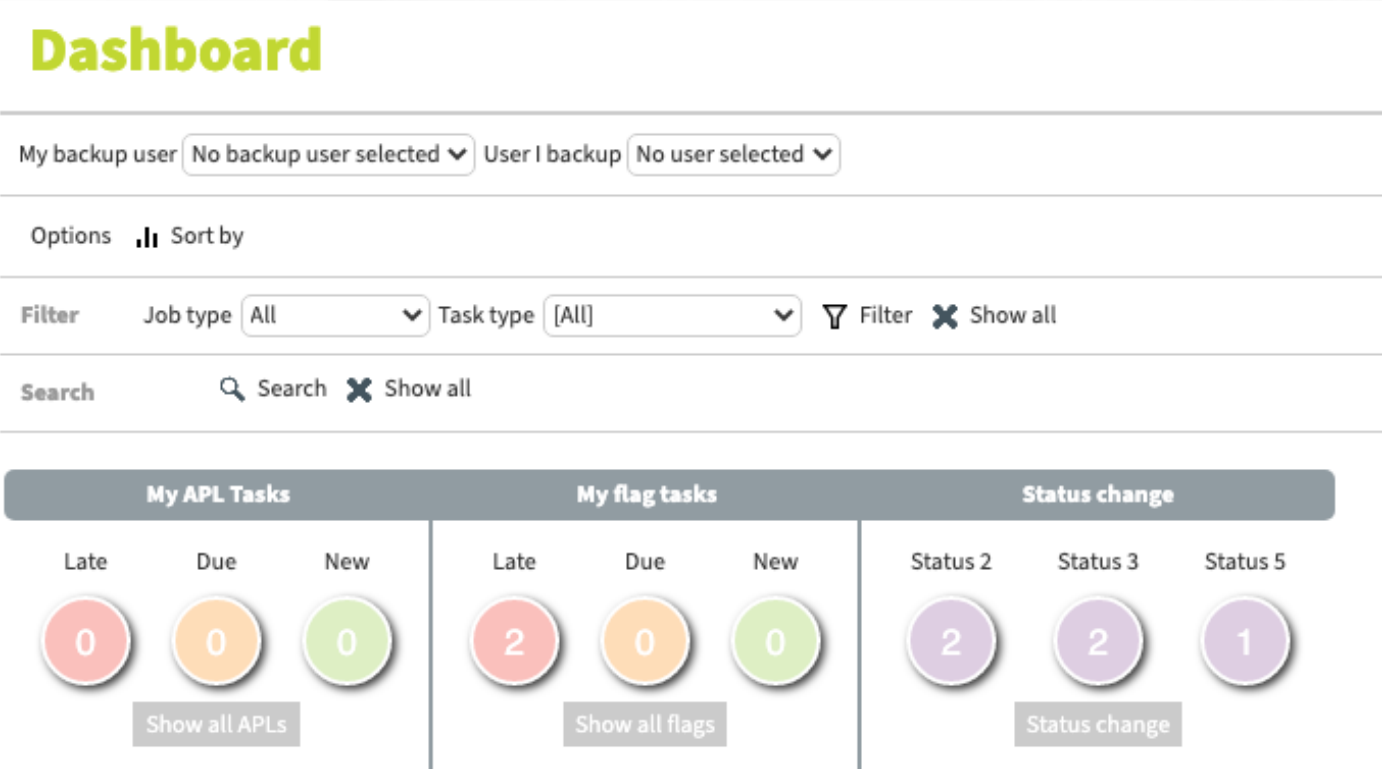 Dashboard
My backup user No backup user selected User I backup No user selected
Options Sort by
Filter Job type All Task type [All] Filter Show all
Search Search Show all
My APL Tasks My flag tasks Status change
Late Due New Late Due New Status 2 Status 3 Status 5
0 0 0 2 0 0 2 2 1
Show all APLs Show all flags Status change